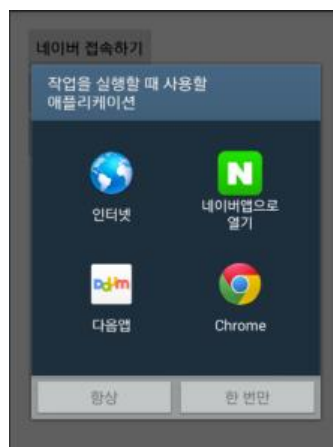 네이버 접속하기
작업을 실행할 때 사용할
애플리케이션
N
인터넷
네이버앱으로
열기
Daum
다음앱
Chrome
항상
한 번만